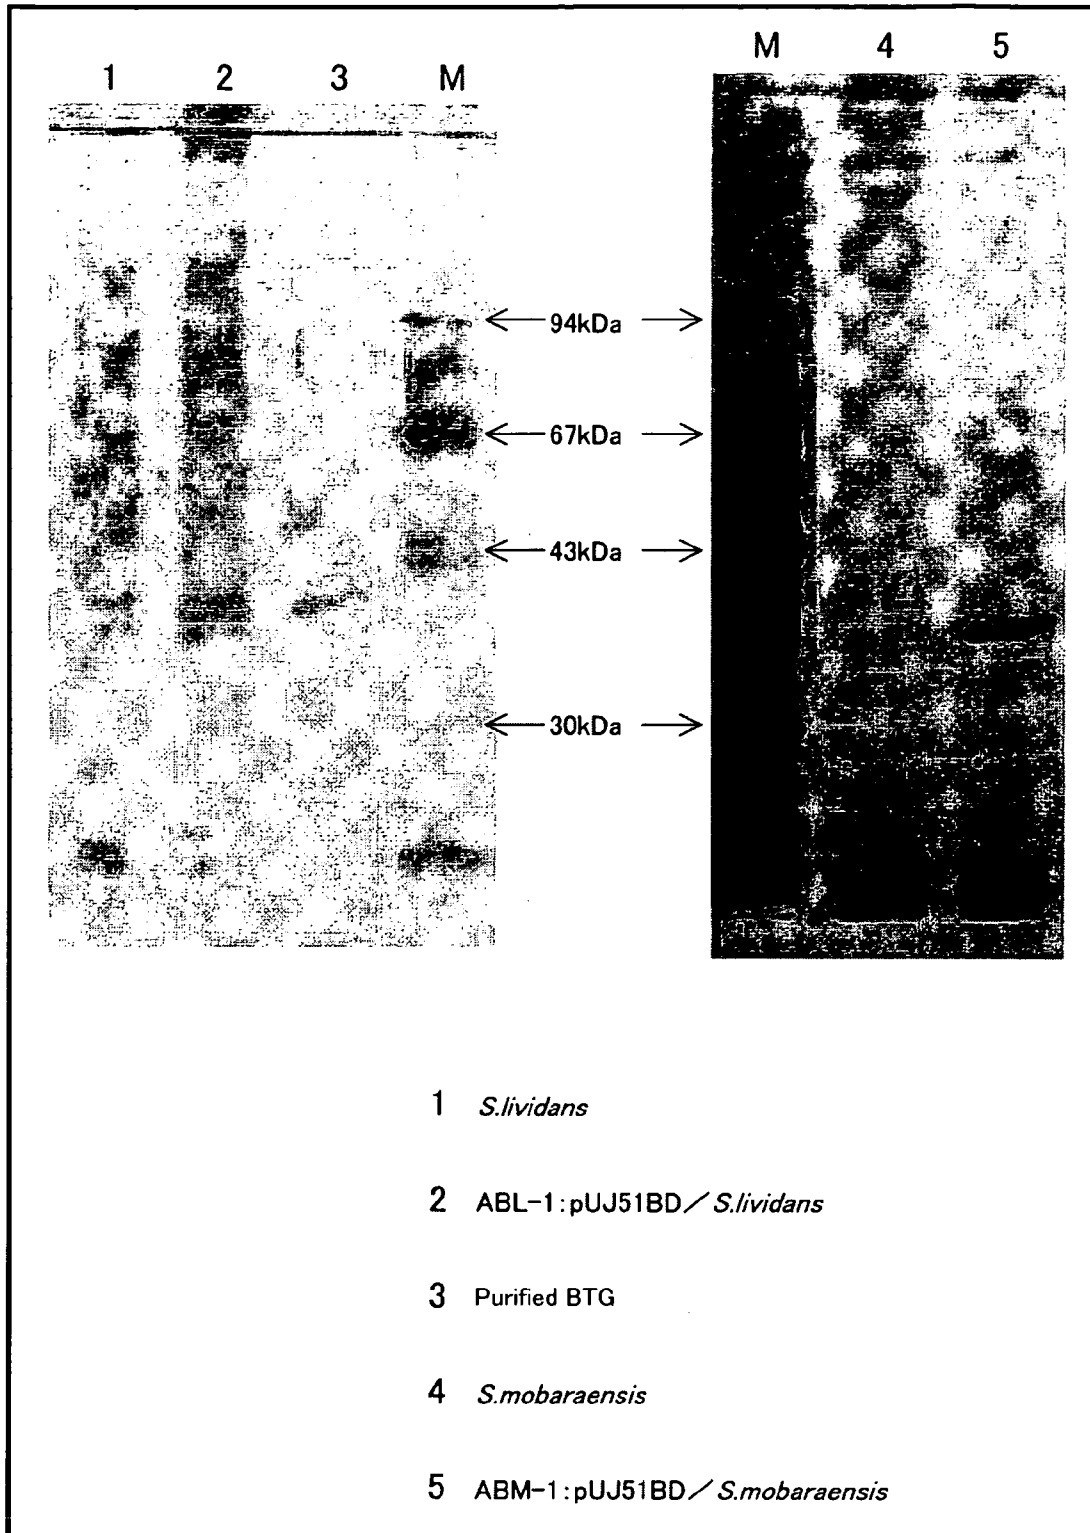 M 4 5
1 2 3 M
94kDa
67kDa
43kDa
30kDa
1 S.lividans
2 ABL-1:pUJ51BD／S.lividans
3 Purified BTG
4 S.mobaraensis
5 ABM-1:pUJ51BD／S.mobaraensis